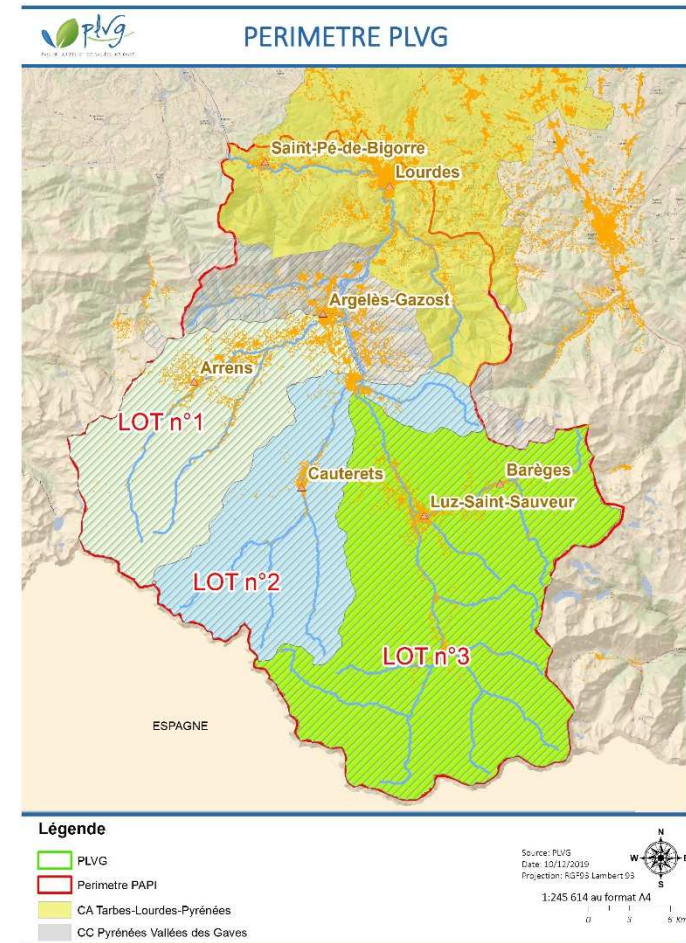 plvg
PERIMETRE PLVG
Saint-Pé-de-Bigorre
Lourdes
Argelès-Gazost
Arrens
LOT n°1
Cauterets
Barèges
Luz-Saint-Sauveur
LOT n°2
LOT n°3
ESPAGNE
Légende
PLVG
Perimetre PAPI
CA Tarbes-Lourdes-Pyrénées
CC Pyrénées Vallées des Gaves
Source: PLVG
Date: 10/12/2019
Projection: RGF93 Lambert 93
N
W
E
S
1:245 614 au format A4
0 3 6 Km